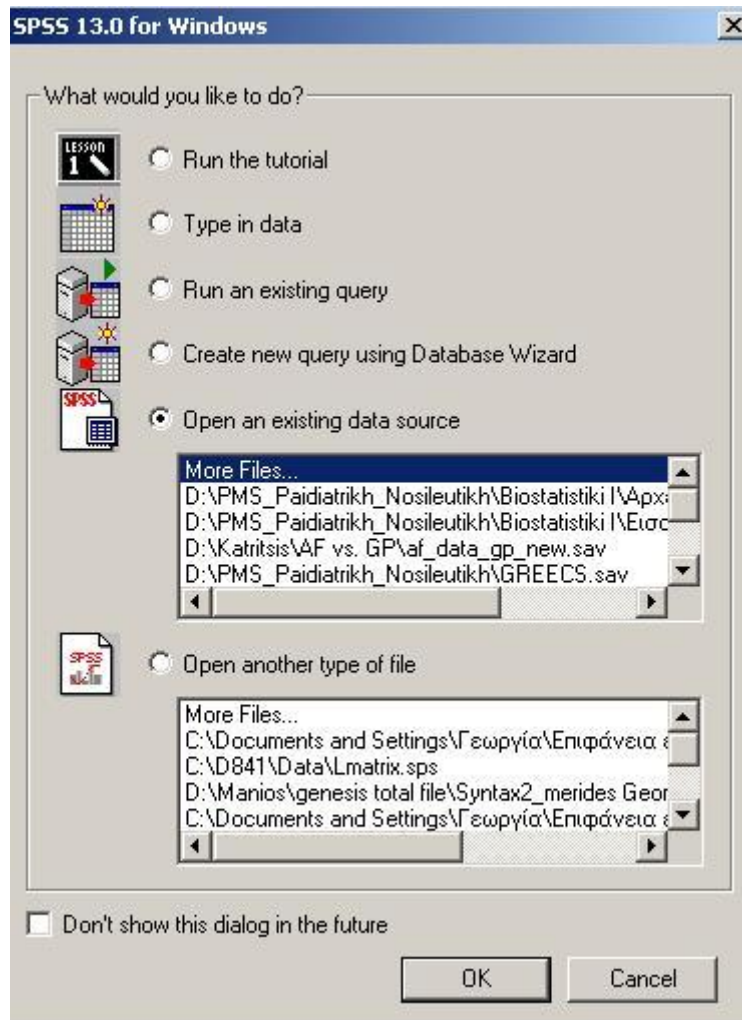 SPSS 13.0 for Windows
What would you like to do?
LESSON
1
Run the tutorial
Type in data
Run an existing query
Create new query using Database Wizard
SPSS
Open an existing data source
More Files...
D:\PMS_Paidiatrikh_Nosileutikh\Biostatistiki I\Αρχε
D:\PMS_Paidiatrikh_Nosileutikh\Biostatistiki I\Εισα
D:\Katritsis\AF vs. GP\af_data_gp_new.sav
D:\PMS_Paidiatrikh_Nosileutikh\GREECS.sav
SPSS
Open another type of file
More Files...
C:\Documents and Settings\Γεωργία\Επιφάνεια ε
C:\D841\Data\Lmatrix.sps
D:\Manios\genesis total file\Syntax2_merides Geor
C:\Documents and Settings\Γεωργία\Επιφάνεια ε
Don't show this dialog in the future
OK Cancel